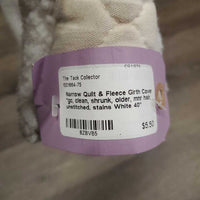 The Tack Collector
Narrow Quilt & Fleece Girth Cover
*gc, clean, shrunk, older, mnr hair,
unstitched, stains White 40"
$5.50